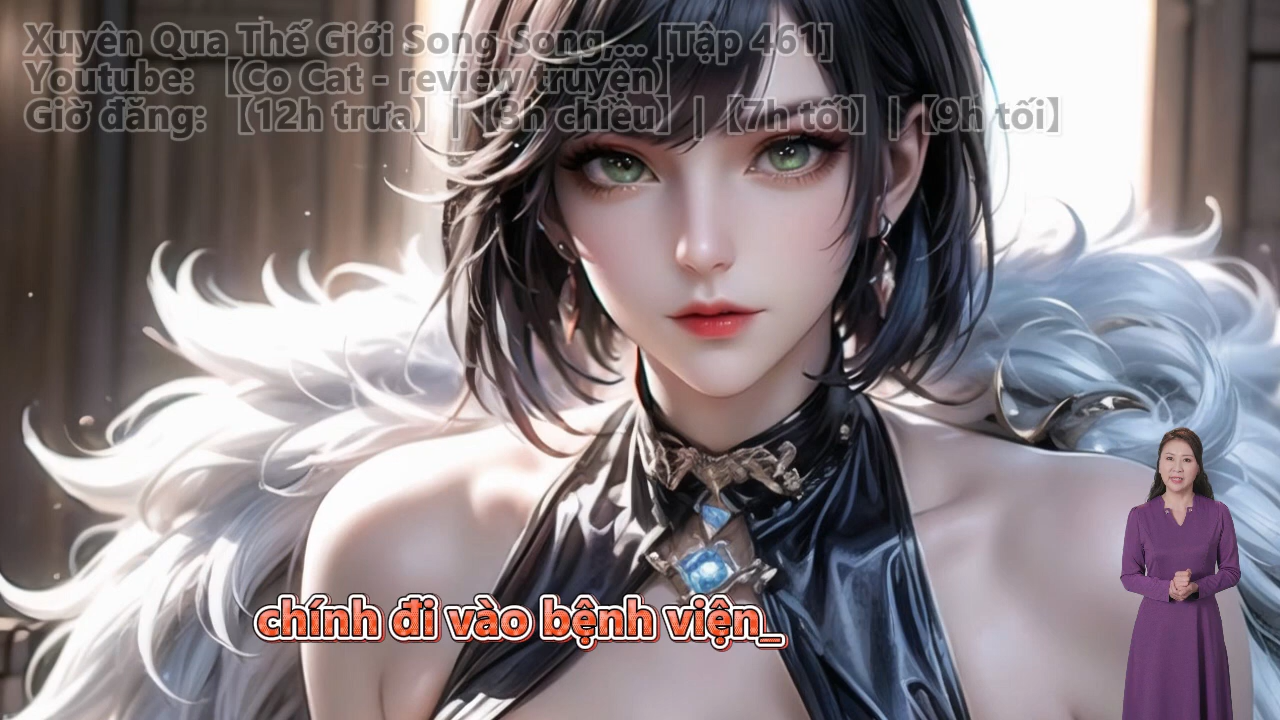 Xuyên Qua Thế Giới Song Song,... [Tập 461]
Youtube: 【Co Cat - review truyện】
Giờ đăng: 【12h trưa】 | 【3h chiều】 | 【7h tối】 | 【9h tối】
chính đi vào bệnh viện_